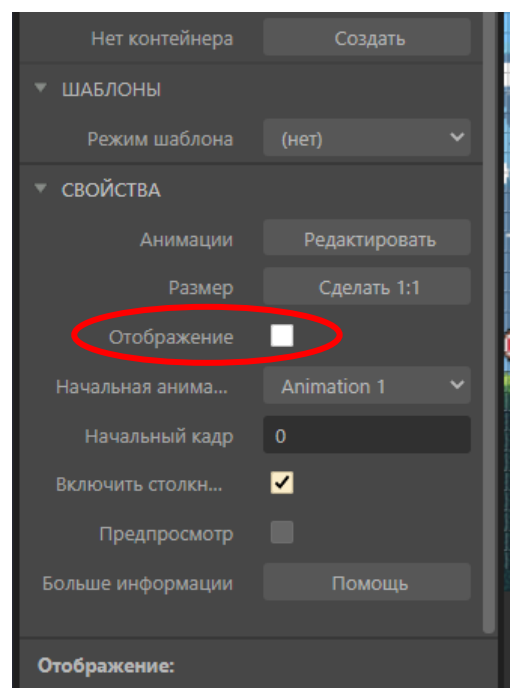 Нет контейнера Создать
ШАБЛОНЫ
Режим шаблона (нет)
СВОЙСТВА
Анимации Редактировать
Размер Сделать 1:1
Отображение
Начальная анима... Animation 1
Начальный кадр 0
Включить столкн...
Предпросмотр
Больше информации Помощь
Отображение: